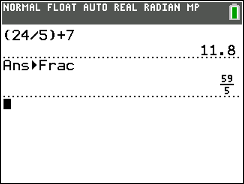 NORMAL FLOAT AUTO REAL RADIAN MP
(24/5)+7
11.8
Ans▸Frac
59
5